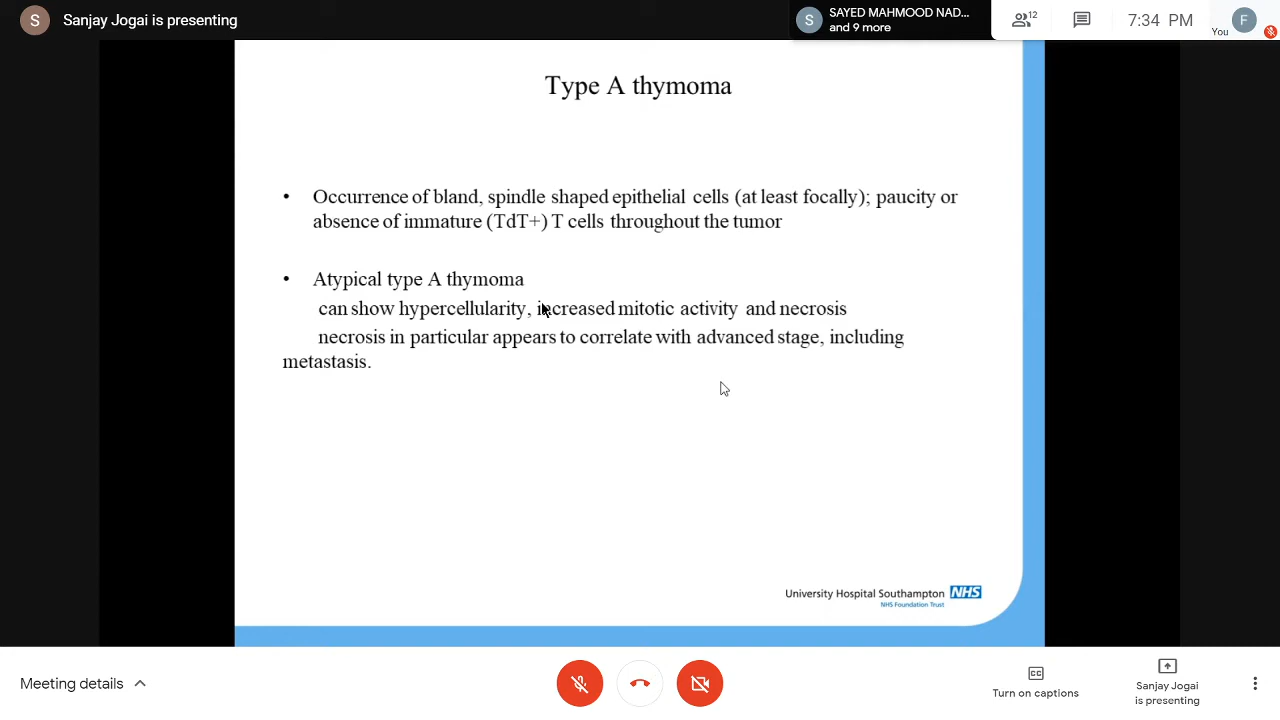 S
Sanjay Jogai is presenting
S
SAYED MAHMOOD NAD...
and 9 more
12
7:34 PM
You
F
Type A thymoma
• Occurrence of bland, spindle shaped epithelial cells (at least focally); paucity or
absence of immature (TdT+) T cells throughout the tumor
• Atypical type A thymoma
can show hypercellularity, increased mitotic activity and necrosis
necrosis in particular appears to correlate with advanced stage, including
metastasis.
University Hospital Southampton NHS
NHS Foundation Trust
Meeting details
CC
Turn on captions
Sanjay Jogai
is presenting